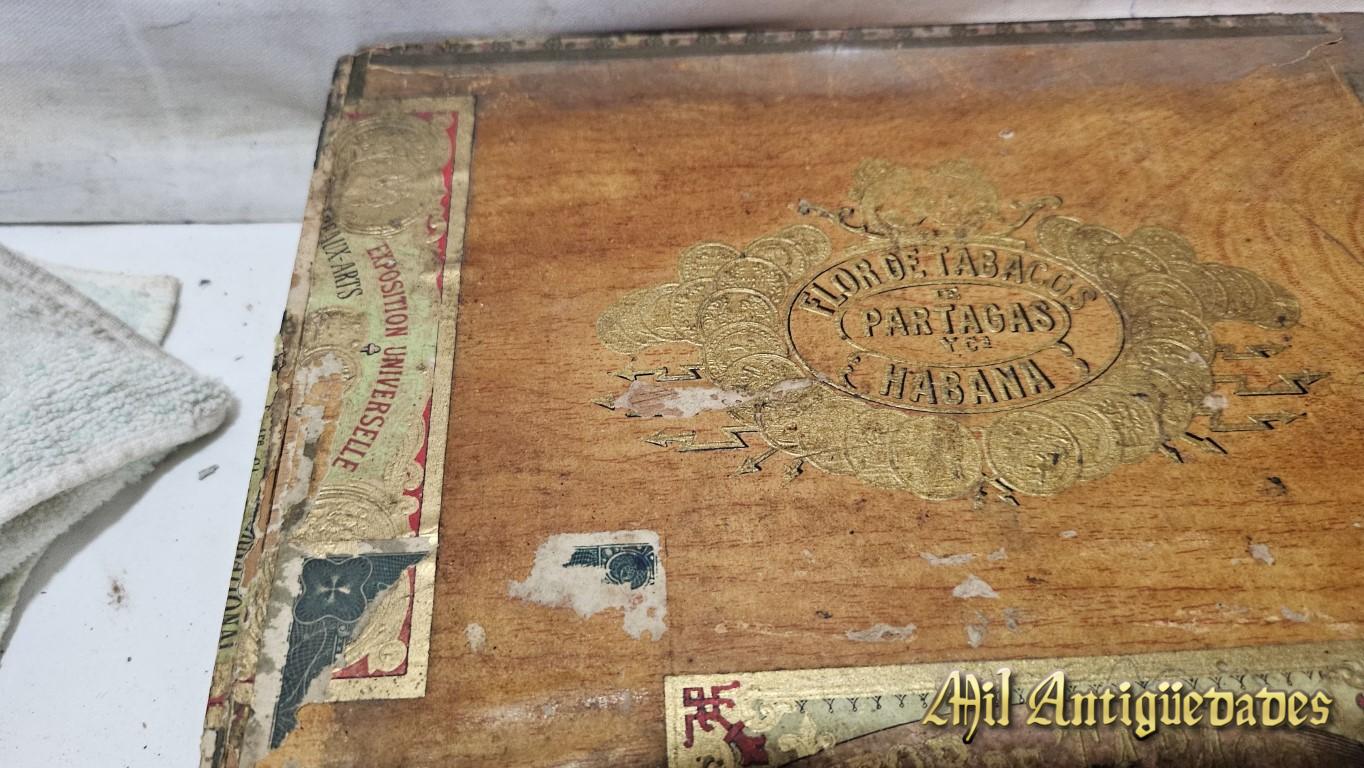 FLOR DE TABACOS
DE
PARTAGAS
Y Cª
HABANA
EXPOSITION UNIVERSELLE
BEAUX-ARTS
Mil Antigüedades